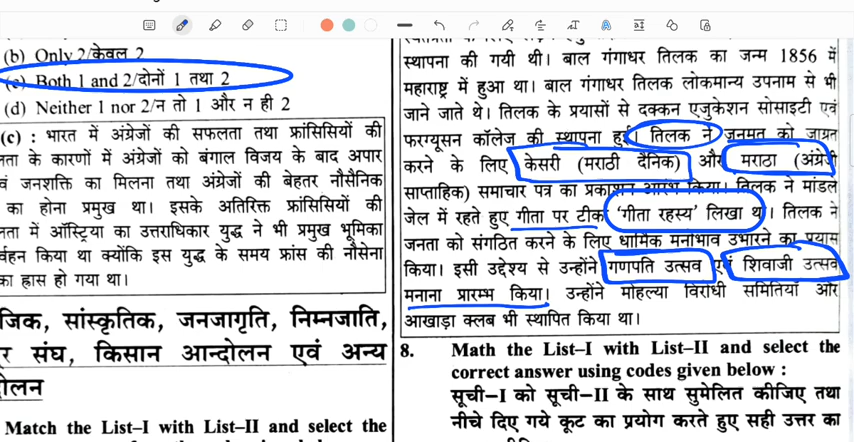 (b) Only 2/केवल 2
(c) Both 1 and 2/दोनों 1 तथा 2
(d) Neither 1 nor 2/न तो 1 और न ही 2
(c) : भारत में अंग्रेजों की सफलता तथा फ्रांसिसियों की
नता के कारणों में अंग्रेजों को बंगाल विजय के बाद अपार
वं जनशक्ति का मिलना तथा अंग्रेजों की बेहतर नौसैनिक
का होना प्रमुख था। इसके अतिरिक्त फ्रांसिसियों की
नता में ऑस्ट्रिया का उत्तराधिकार युद्ध ने भी प्रमुख भूमिका
र्वहन किया था क्योंकि इस युद्ध के समय फ्रांस की नौसेना
का ह्रास हो गया था।
जिक, सांस्कृतिक, जनजागृति, निम्नजाति,
र संघ, किसान आन्दोलन एवं अन्य
ोलन
Match the List–I with List–II and select the
स्थापना की गयी थी। बाल गंगाधर तिलक का जन्म 1856 में
महाराष्ट्र में हुआ था। बाल गंगाधर तिलक लोकमान्य उपनाम से भी
जाने जाते थे। तिलक के प्रयासों से दक्कन एजुकेशन सोसाइटी एवं
फरग्यूसन कॉलेज की स्थापना हुई। तिलक ने जनमत को जाग्रत
करने के लिए केसरी (मराठी दैनिक) और मराठा (अंग्रेजी
साप्ताहिक) समाचार पत्र का प्रकाशन आरंभ किया। तिलक ने मांडले
जेल में रहते हुए गीता पर टीका 'गीता रहस्य' लिखा था। तिलक ने
जनता को संगठित करने के लिए धार्मिक मनोभाव उभारने का प्रयास
किया। इसी उद्देश्य से उन्होंने गणपति उत्सव एवं शिवाजी उत्सव
मनाना प्रारम्भ किया। उन्होंने मोहल्या विरोधी समितियां और
आखाड़ा क्लब भी स्थापित किया था।
8. Math the List–I with List–II and select the
correct answer using codes given below :
सूची–I को सूची–II के साथ सुमेलित कीजिए तथा
नीचे दिए गये कूट का प्रयोग करते हुए सही उत्तर का